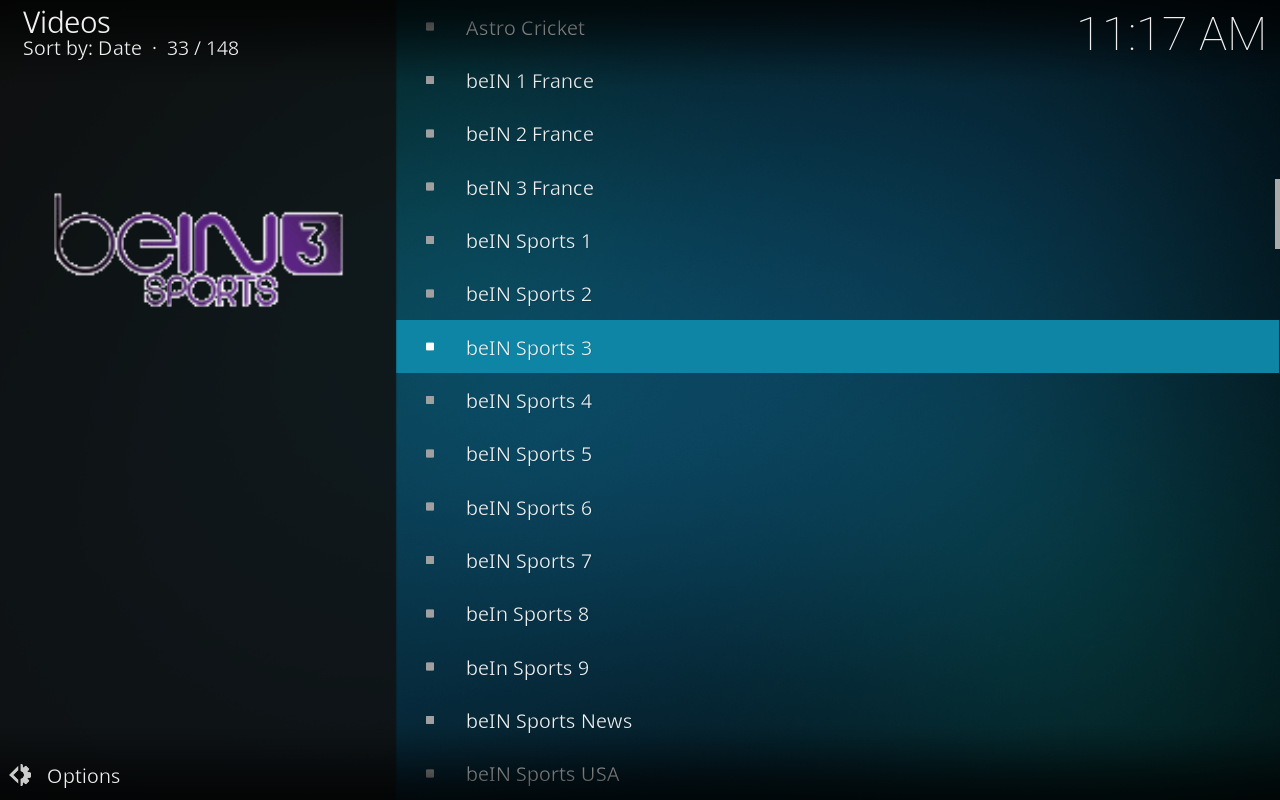 Videos
Sort by: Date · 33 / 148
11:17 AM
beIN 3
SPORTS
Astro Cricket
beIN 1 France
beIN 2 France
beIN 3 France
beIN Sports 1
beIN Sports 2
beIN Sports 3
beIN Sports 4
beIN Sports 5
beIN Sports 6
beIN Sports 7
beIn Sports 8
beIn Sports 9
beIN Sports News
beIN Sports USA
Options